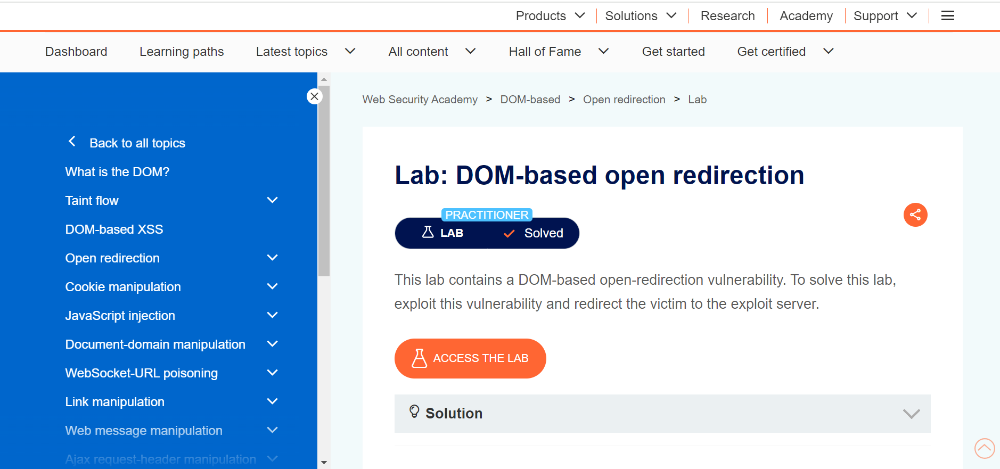 Products Solutions Research Academy Support
Dashboard Learning paths Latest topics All content Hall of Fame Get started Get certified
Back to all topics
What is the DOM?
Taint flow
DOM-based XSS
Open redirection
Cookie manipulation
JavaScript injection
Document-domain manipulation
WebSocket-URL poisoning
Link manipulation
Web message manipulation
Ajax request-header manipulation
Web Security Academy > DOM-based > Open redirection > Lab
Lab: DOM-based open redirection
PRACTITIONER
LAB Solved
This lab contains a DOM-based open-redirection vulnerability. To solve this lab,
exploit this vulnerability and redirect the victim to the exploit server.
ACCESS THE LAB
Solution